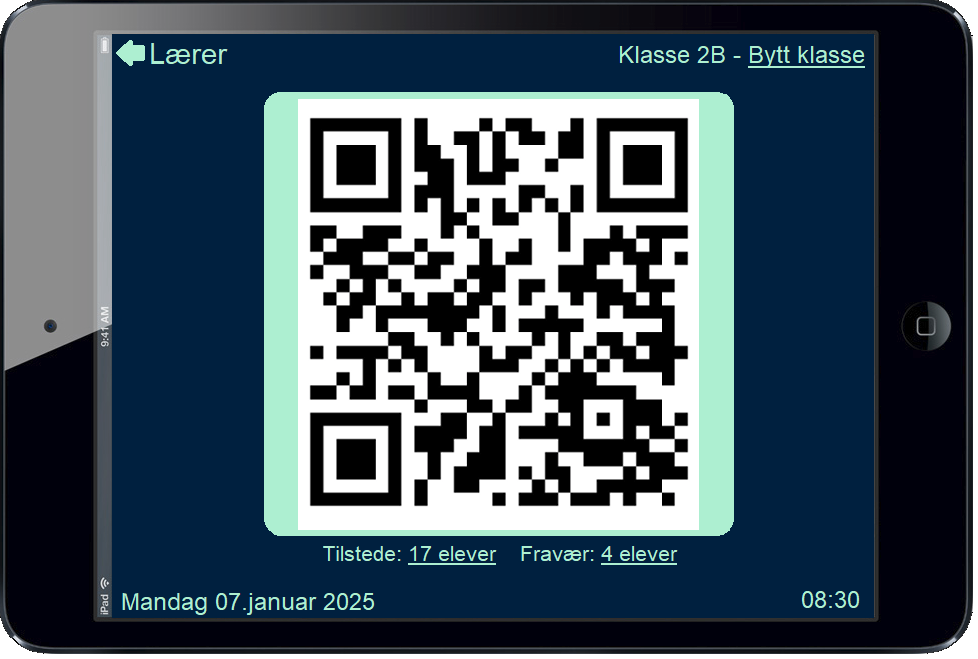 Lærer
Klasse 2B - Bytt klasse
Tilstede: 17 elever Fravær: 4 elever
Mandag 07.januar 2025
08:30
9:41 AM
iPad